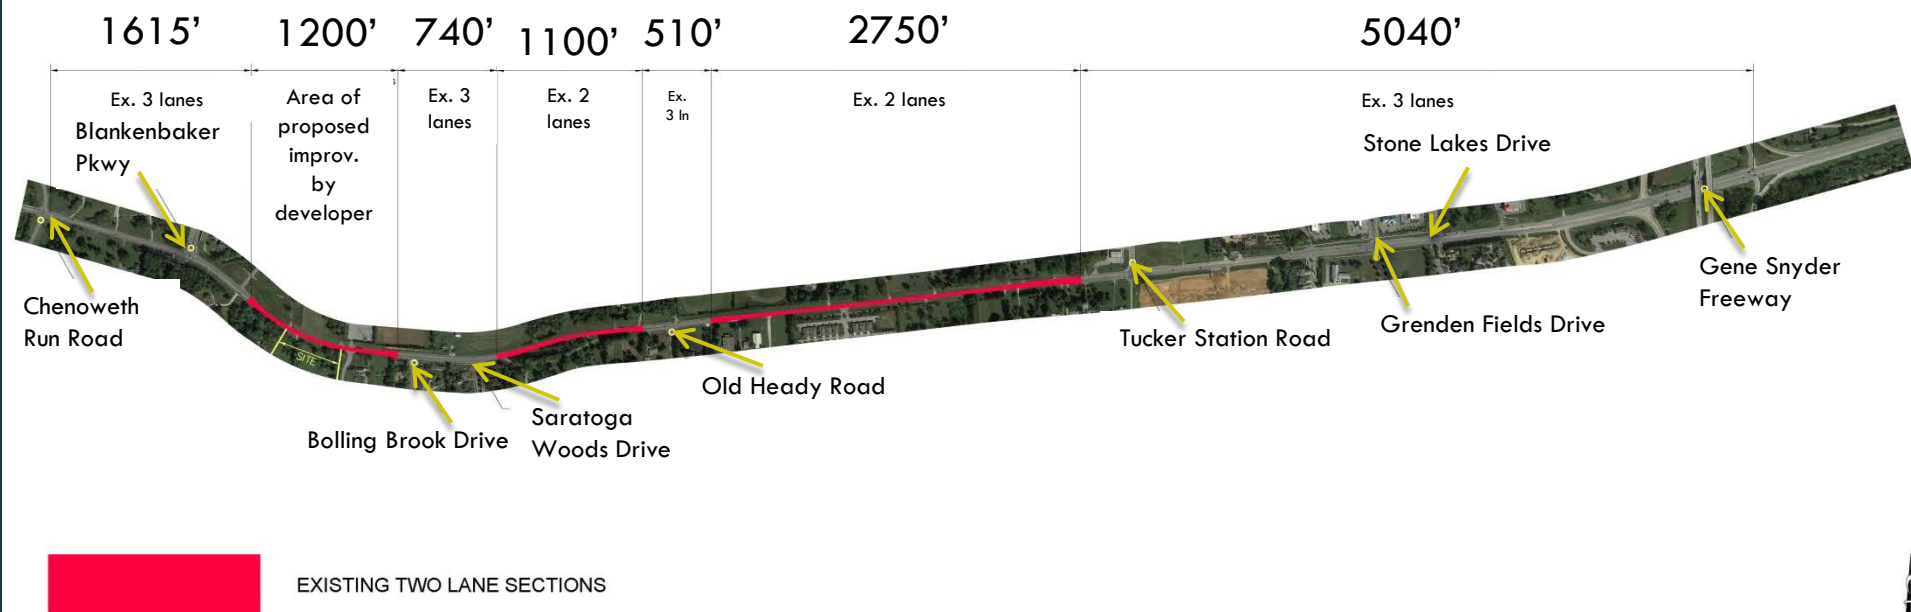 1615’
1200’
740’
1100’
510’
2750’
5040’
Ex. 3 lanes
Area of
proposed
improv.
by
developer
Ex. 3
lanes
Ex. 2
lanes
Ex.
3 ln
Ex. 2 lanes
Ex. 3 lanes
Blankenbaker
Pkwy
Stone Lakes Drive
Chenoweth
Run Road
SITE
Bolling Brook Drive
Saratoga
Woods Drive
Old Heady Road
Tucker Station Road
Grenden Fields Drive
Gene Snyder
Freeway
EXISTING TWO LANE SECTIONS